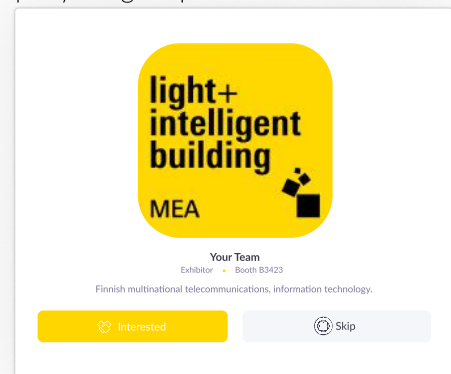 light+
intelligent
building
MEA
Your Team
Exhibitor • Booth B3423
Finnish multinational telecommunications, information technology.
Interested
Skip